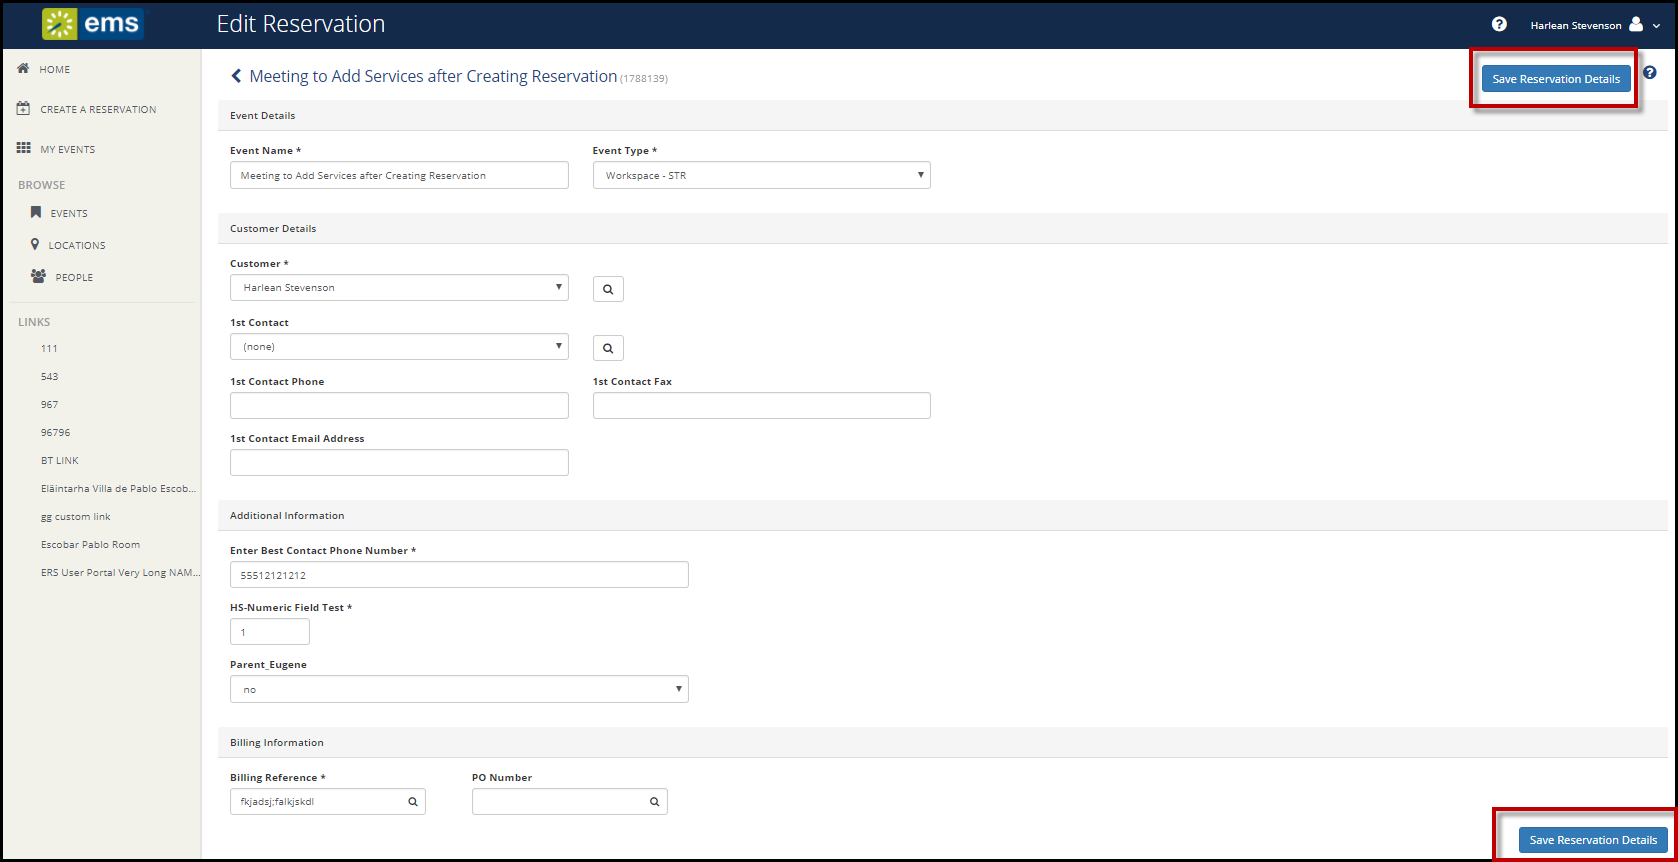 ems
Edit Reservation
Harlean Stevenson
HOME
CREATE A RESERVATION
MY EVENTS
BROWSE
EVENTS
LOCATIONS
PEOPLE
LINKS
111
543
967
96796
BT LINK
Eläintarha Villa de Pablo Escob...
gg custom link
Escobar Pablo Room
ERS User Portal Very Long NAM...
Meeting to Add Services after Creating Reservation (1788139)
Save Reservation Details
Event Details
Event Name * Event Type *
Meeting to Add Services after Creating Reservation Workspace - STR
Customer Details
Customer *
Harlean Stevenson
1st Contact
(none)
1st Contact Phone 1st Contact Fax
1st Contact Email Address
Additional Information
Enter Best Contact Phone Number *
55512121212
HS-Numeric Field Test *
1
Parent_Eugene
no
Billing Information
Billing Reference * PO Number
fkjadsj;falkjskdl
Save Reservation Details